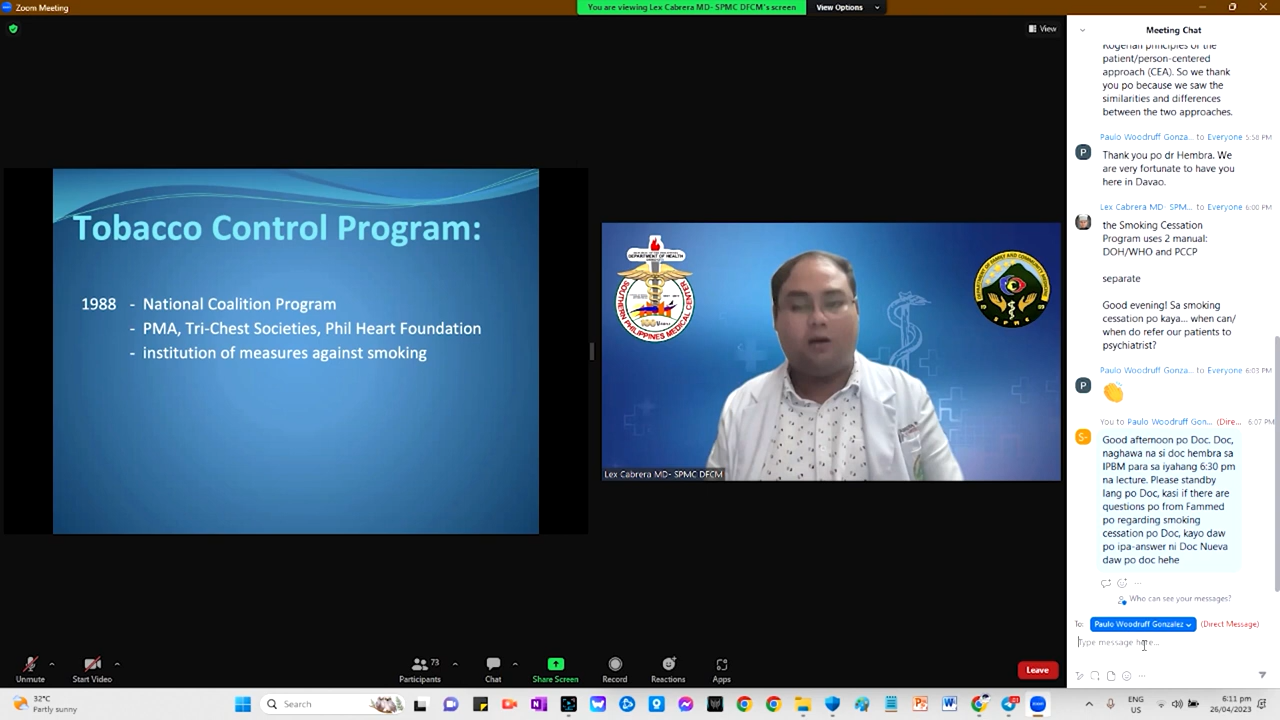 Zoom Meeting
You are viewing Lex Cabrera MD- SPMC DFCM's screen
View Options
View
Tobacco Control Program:
1988 - National Coalition Program
- PMA, Tri-Chest Societies, Phil Heart Foundation
- institution of measures against smoking
DEPARTMENT OF HEALTH
SOUTHERN PHILIPPINES MEDICAL CENTER
Lex Cabrera MD- SPMC DFCM
Meeting Chat
Rogerian principles of the
patient/person-centered
approach (CEA). So we thank
you po because we saw the
similarities and differences
between the two approaches.
Paulo Woodruff Gonza... to Everyone 5:58 PM
P
Thank you po dr Hembra. We
are very fortunate to have you
here in Davao.
Lex Cabrera MD- SPM... to Everyone 6:00 PM
the Smoking Cessation
Program uses 2 manual:
DOH/WHO and PCCP
separate
Good evening! Sa smoking
cessation po kaya... when can/
when do refer our patients to
psychiatrist?
Paulo Woodruff Gonza... to Everyone 6:03 PM
P
You to Paulo Woodruff Gon... (Dire... 6:07 PM
S-
Good afternoon po Doc. Doc,
naghawa na si doc hembra sa
IPBM para sa iyahang 6:30 pm
na lecture. Please standby
lang po Doc, kasi if there are
questions po from Fammed
po regarding smoking
cessation po Doc, kayo daw
po ipa-answer ni Doc Nueva
daw po doc hehe
Who can see your messages?
To: Paulo Woodruff Gonzalez (Direct Message)
Type message here...
Unmute
Start Video
73
Participants
Chat
Share Screen
Record
Reactions
Apps
Leave
32°C
Partly sunny
Search
ENG
US
6:11 pm
26/04/2023